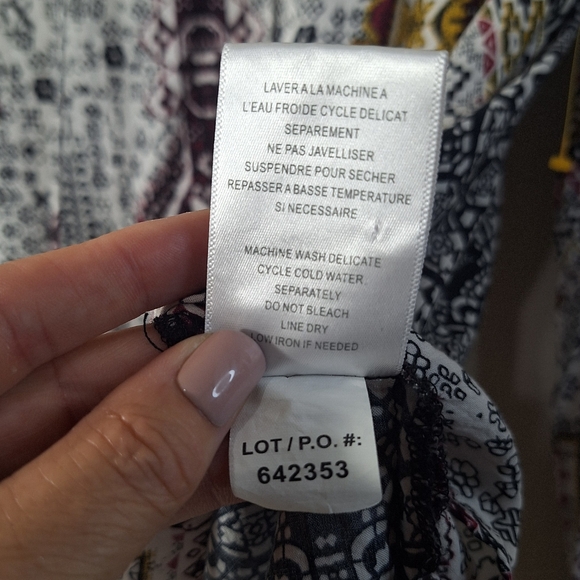 LAVER A LA MACHINE A
L'EAU FROIDE CYCLE DELICAT
SEPAREMENT
NE PAS JAVELLISER
SUSPENDRE POUR SECHER
REPASSER A BASSE TEMPERATURE
SI NECESSAIRE
MACHINE WASH DELICATE
CYCLE COLD WATER
SEPARATELY
DO NOT BLEACH
LINE DRY
LOW IRON IF NEEDED
LOT / P.O. #:
642353